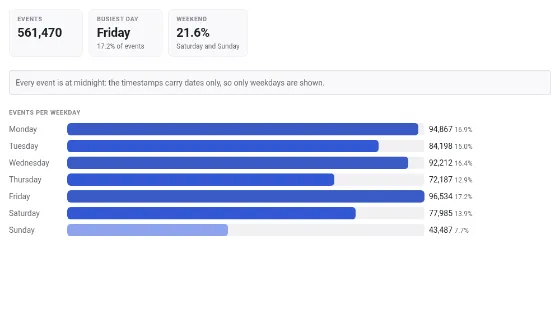 EVENTS
561,470
BUSIEST DAY
Friday
17.2% of events
WEEKEND
21.6%
Saturday and Sunday
Every event is at midnight: the timestamps carry dates only, so only weekdays are shown.
EVENTS PER WEEKDAY
Monday 94,867 16.9%
Tuesday 84,198 15.0%
Wednesday 92,212 16.4%
Thursday 72,187 12.9%
Friday 96,534 17.2%
Saturday 77,985 13.9%
Sunday 43,487 7.7%